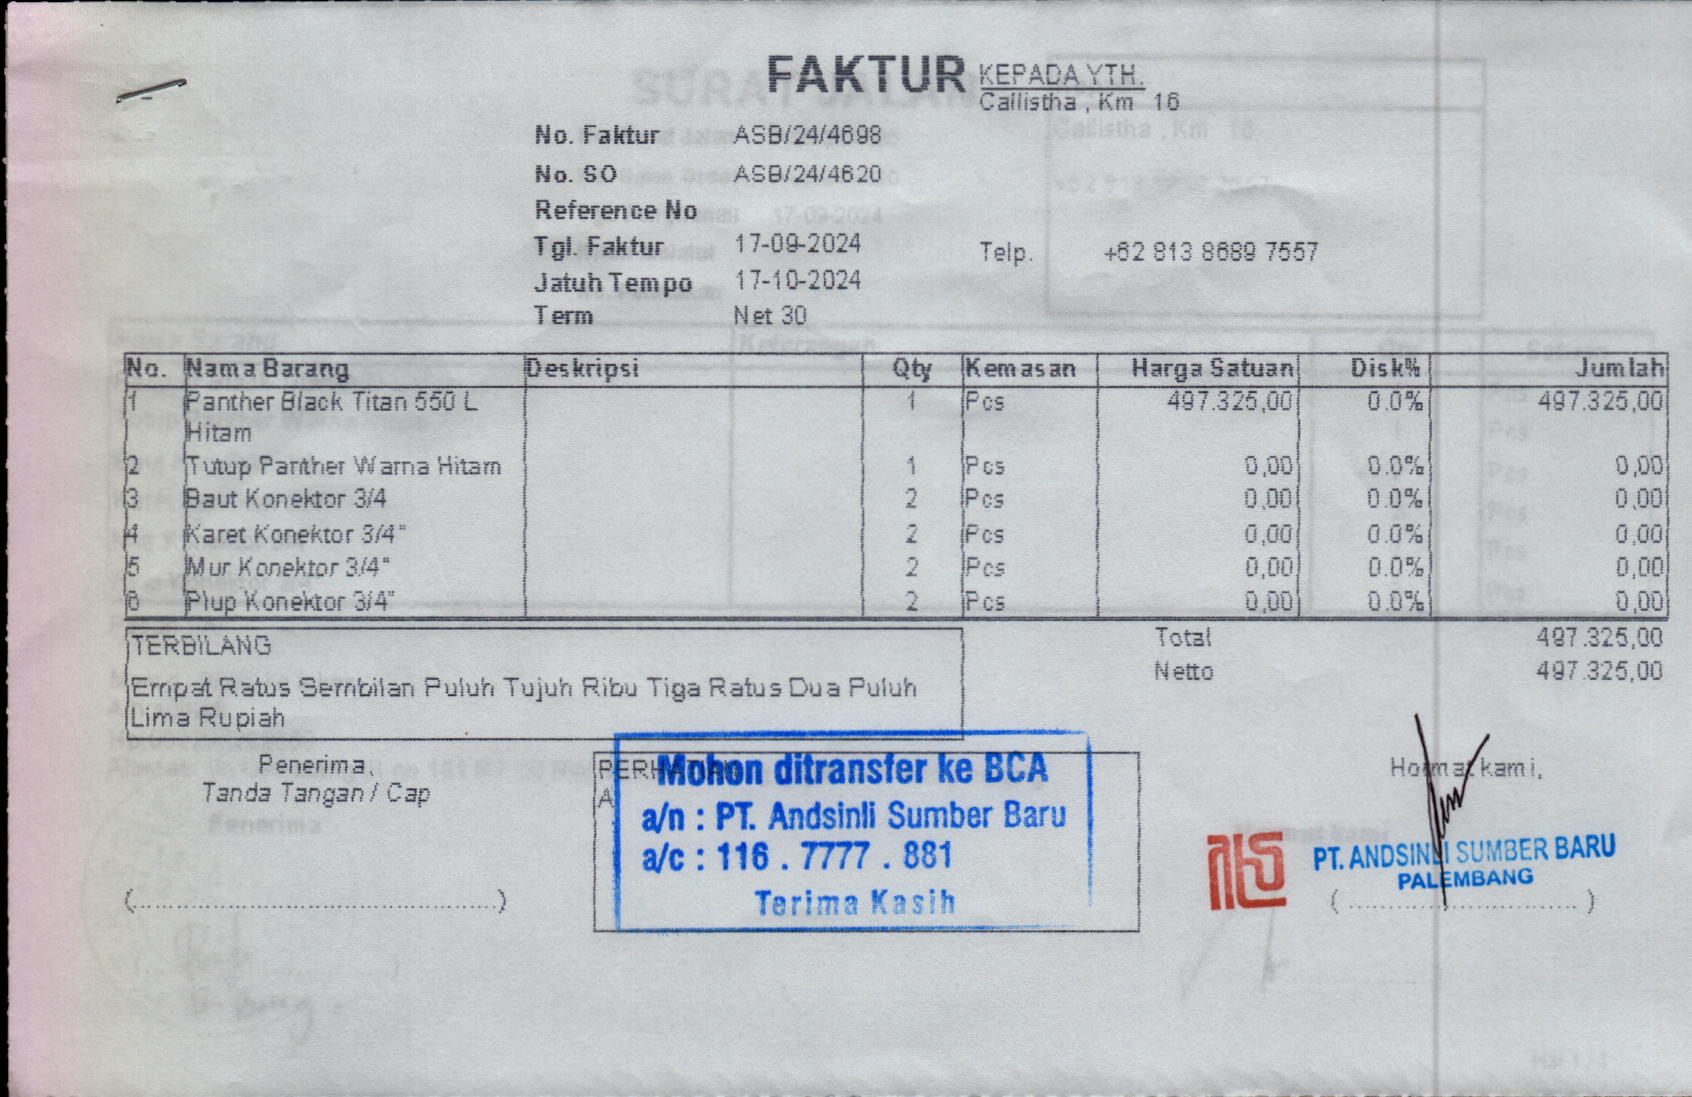 FAKTUR
KEPADA YTH.
Callistha , Km 16
No. Faktur ASB/24/4698
No. SO ASB/24/4620
Reference No
Tgl. Faktur 17-09-2024
Telp. +62 813 8689 7557
Jatuh Tempo 17-10-2024
Term Net 30
No. Nama Barang Deskripsi Qty Kemasan Harga Satuan Disk% Jumlah
1 Panther Black Titan 550 L 1 Pcs 497.325,00 0.0% 497.325,00
Hitam
2 Tutup Panther Warna Hitam 1 Pcs 0,00 0.0% 0,00
3 Baut Konektor 3/4 2 Pcs 0,00 0.0% 0,00
4 Karet Konektor 3/4" 2 Pcs 0,00 0.0% 0,00
5 Mur Konektor 3/4" 2 Pcs 0,00 0.0% 0,00
6 Plup Konektor 3/4" 2 Pcs 0,00 0.0% 0,00
Total 497.325,00
Netto 497.325,00
TERBILANG
Empat Ratus Sembilan Puluh Tujuh Ribu Tiga Ratus Dua Puluh
Lima Rupiah
Penerima,
Tanda Tangan / Cap
(..........................................)
PERHATIAN
A
Mohon ditransfer ke BCA
a/n : PT. Andsinli Sumber Baru
a/c : 116 . 7777 . 881
Terima Kasih
Hormat kami,
PT. ANDSINLI SUMBER BARU
PALEMBANG
( .............................. )